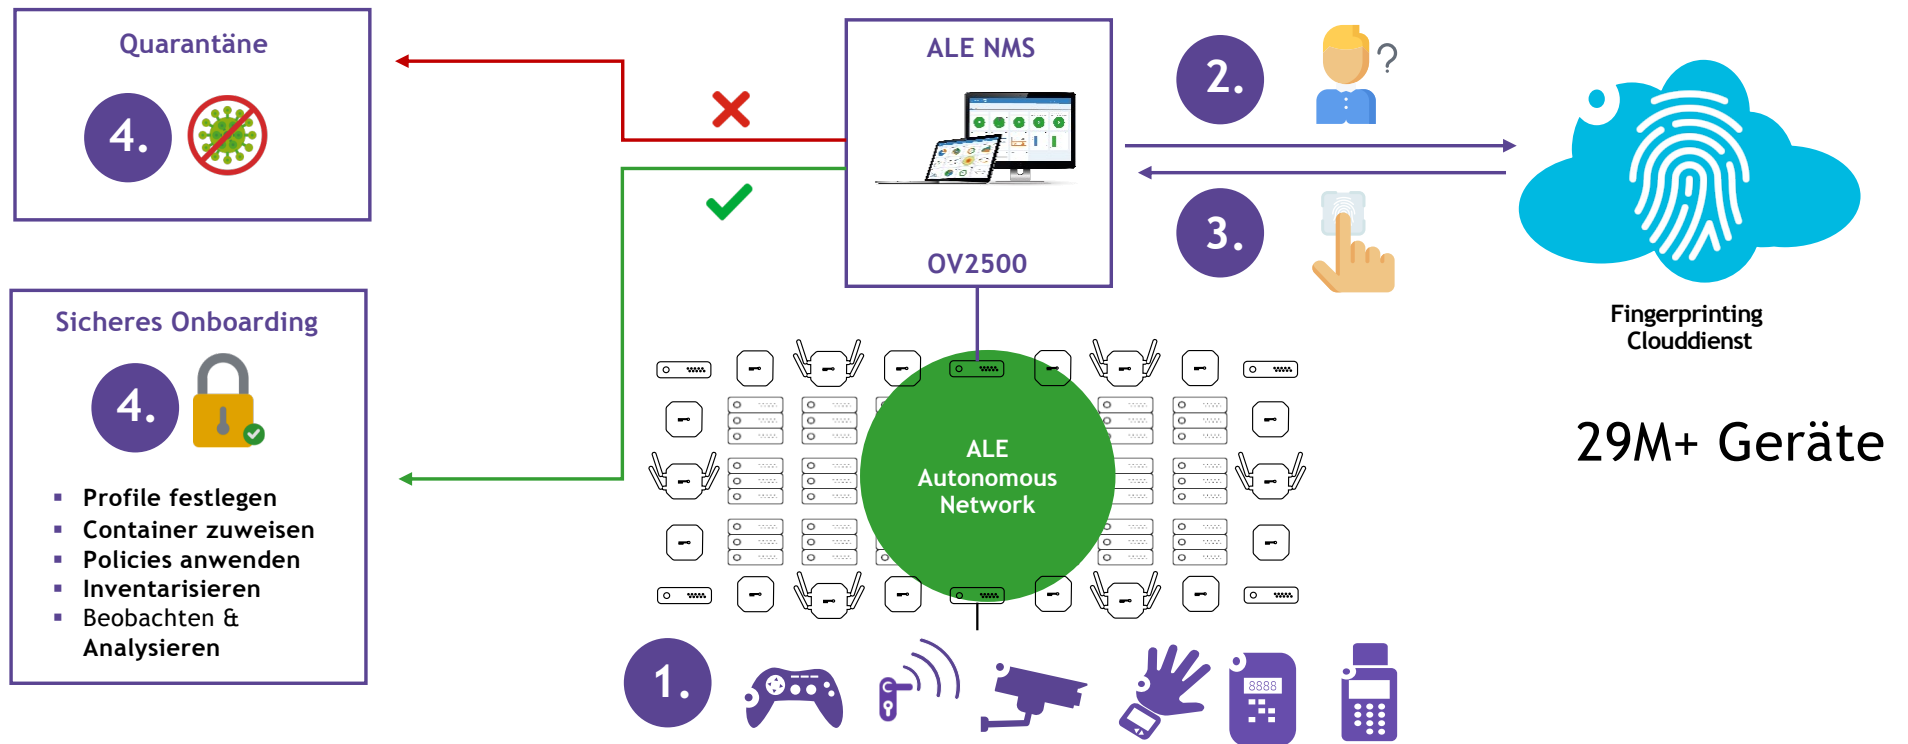 Quarantäne
4.
ALE NMS
OV2500
2.
?
3.
Fingerprinting
Clouddienst
29M+ Geräte
Sicheres Onboarding
4.
▪ Profile festlegen
▪ Container zuweisen
▪ Policies anwenden
▪ Inventarisieren
▪ Beobachten &
Analysieren
ALE
Autonomous
Network
1.
8888